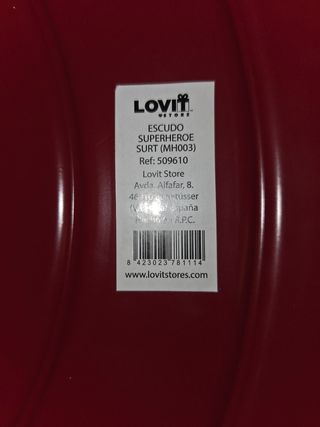 LOVIT
STORE
ESCUDO
SUPERHEROE
SURT (MH003)
Ref: 509610
Lovit Store
Avda. Alfafar, 8.
R.P.C.
8 423023 781114
www.lovitstores.com